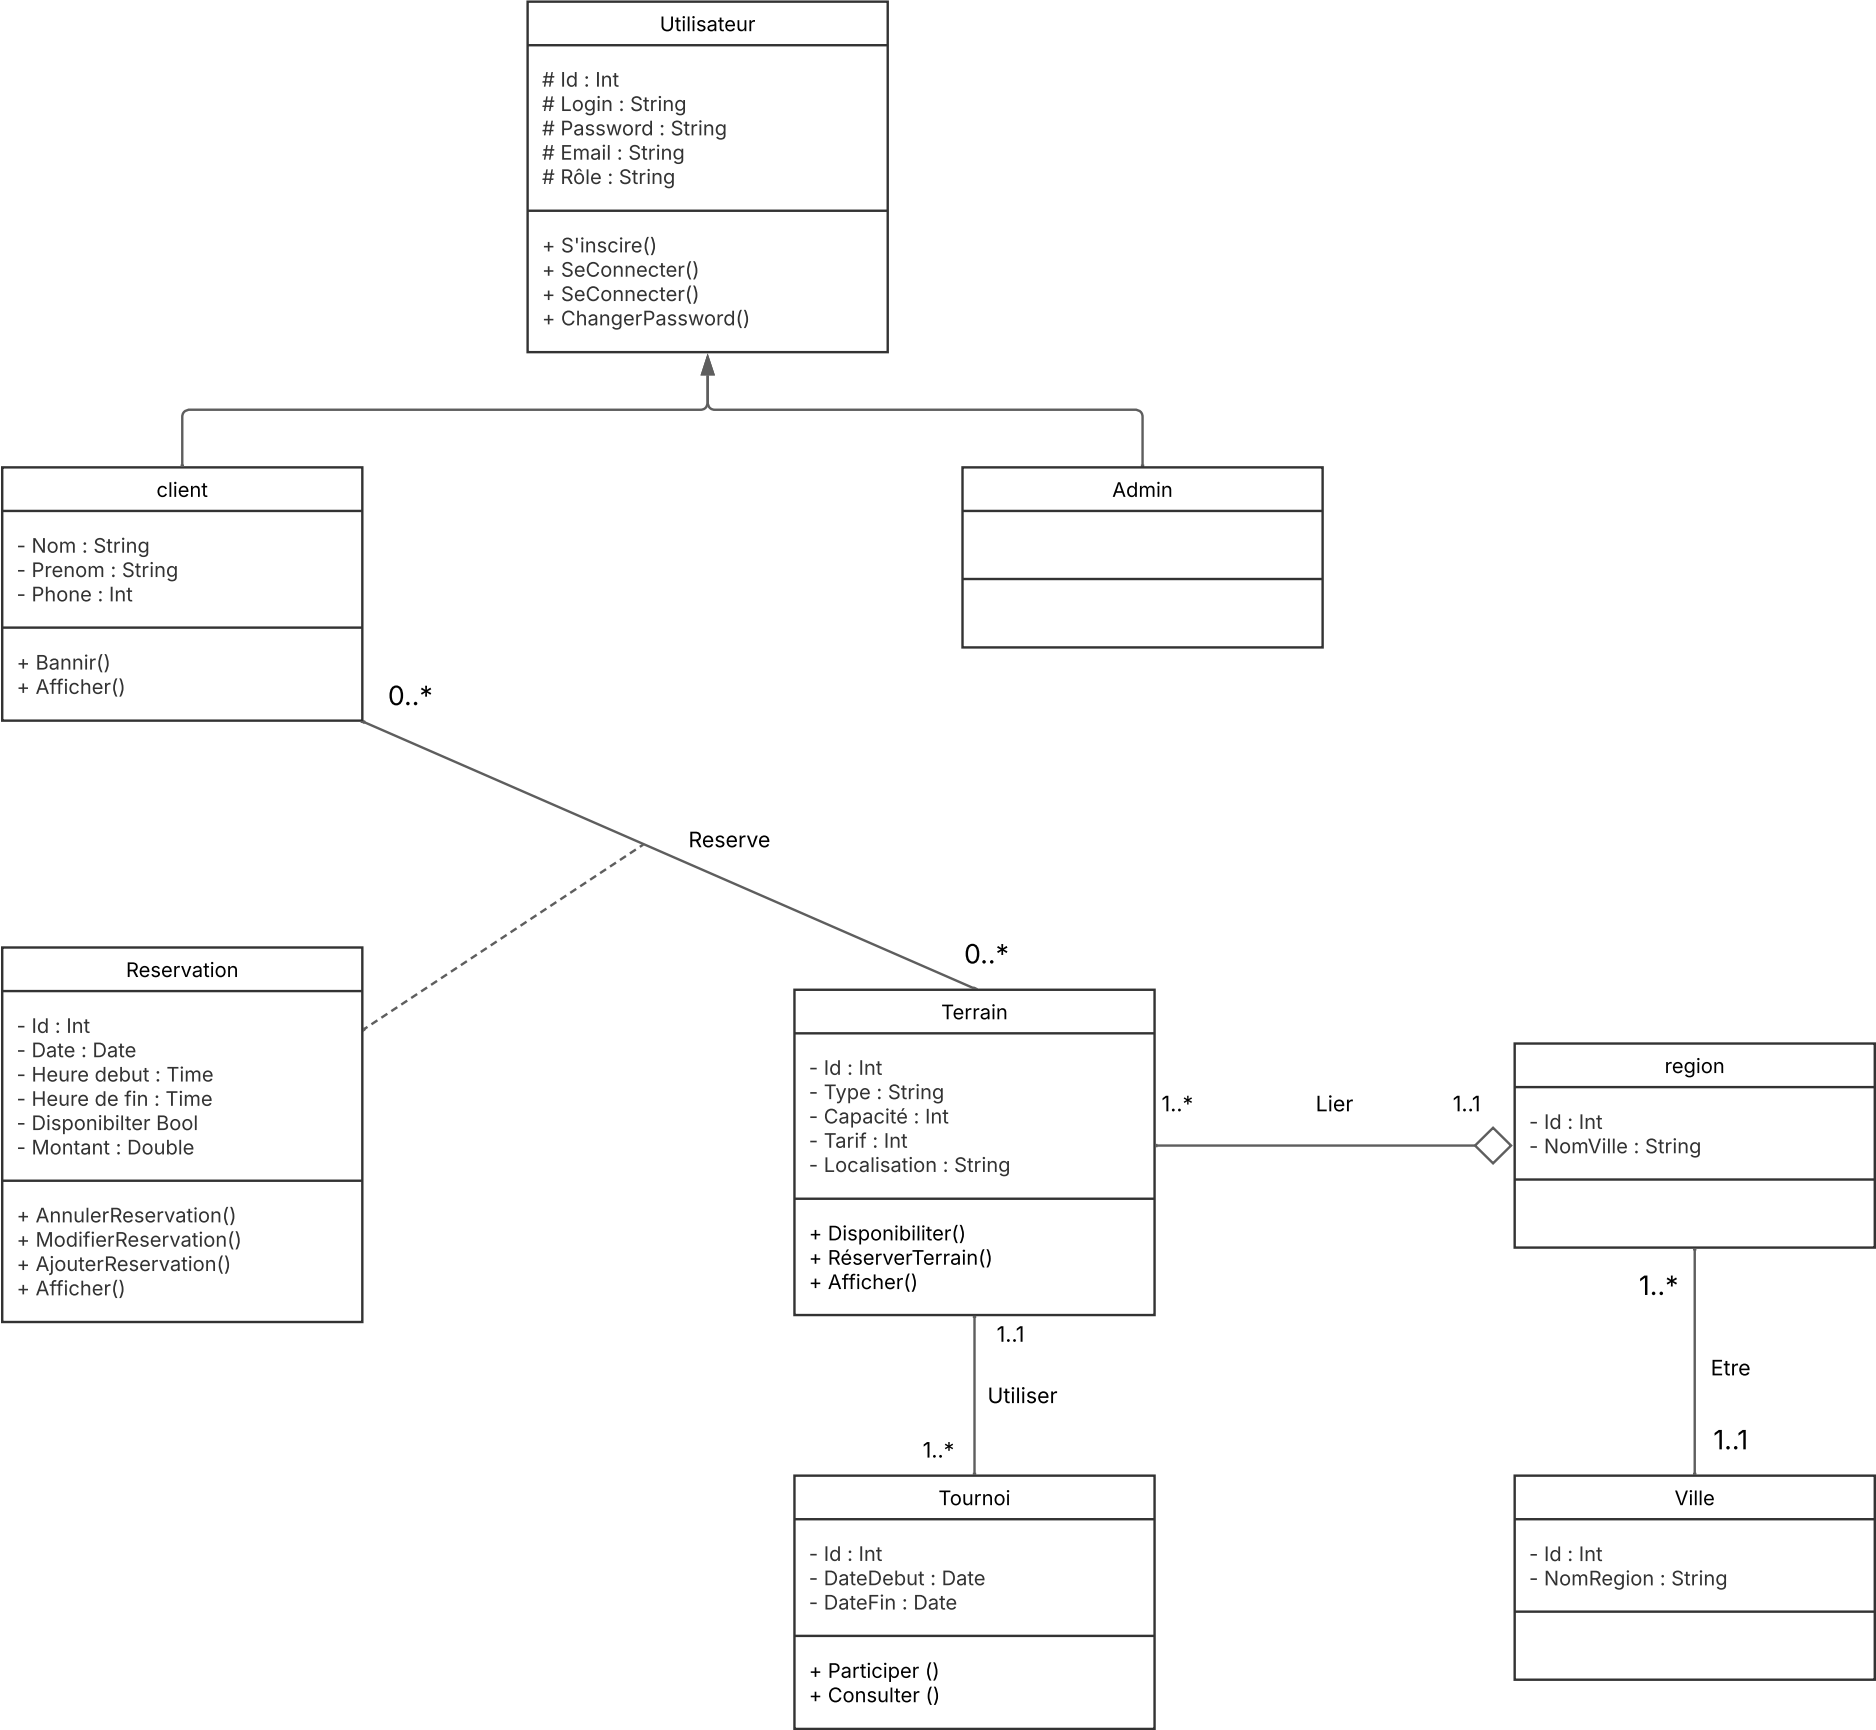 Utilisateur
# Id : Int
# Login : String
# Password : String
# Email : String
# Rôle : String
+ S'inscire()
+ SeConnecter()
+ SeConnecter()
+ ChangerPassword()
client
- Nom : String
- Prenom : String
- Phone : Int
+ Bannir()
+ Afficher()
Admin
0..*
Reserve
0..*
Reservation
- Id : Int
- Date : Date
- Heure debut : Time
- Heure de fin : Time
- Disponibilter Bool
- Montant : Double
+ AnnulerReservation()
+ ModifierReservation()
+ AjouterReservation()
+ Afficher()
Terrain
- Id : Int
- Type : String
- Capacité : Int
- Tarif : Int
- Localisation : String
+ Disponibiliter()
+ RéserverTerrain()
+ Afficher()
1..*
Lier
1..1
region
- Id : Int
- NomVille : String
1..1
Utiliser
1..*
1..*
Etre
1..1
Tournoi
- Id : Int
- DateDebut : Date
- DateFin : Date
+ Participer ()
+ Consulter ()
Ville
- Id : Int
- NomRegion : String